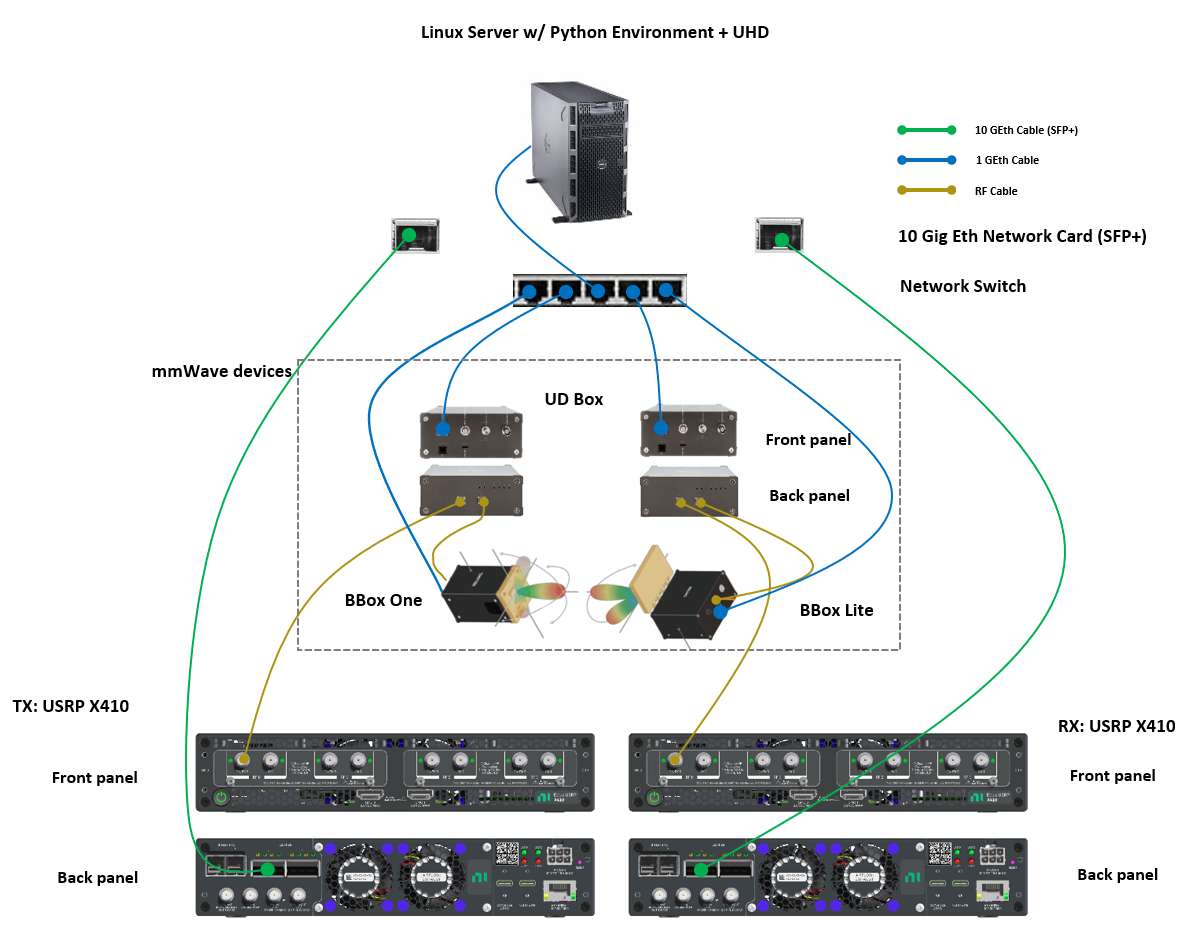 Linux Server w/ Python Environment + UHD
10 GEth Cable (SFP+)
1 GEth Cable
RF Cable
10 Gig Eth Network Card (SFP+)
Network Switch
mmWave devices
UD Box
Front panel
Back panel
BBox One
BBox Lite
TX: USRP X410
RX: USRP X410
Front panel
Front panel
Back panel
Back panel